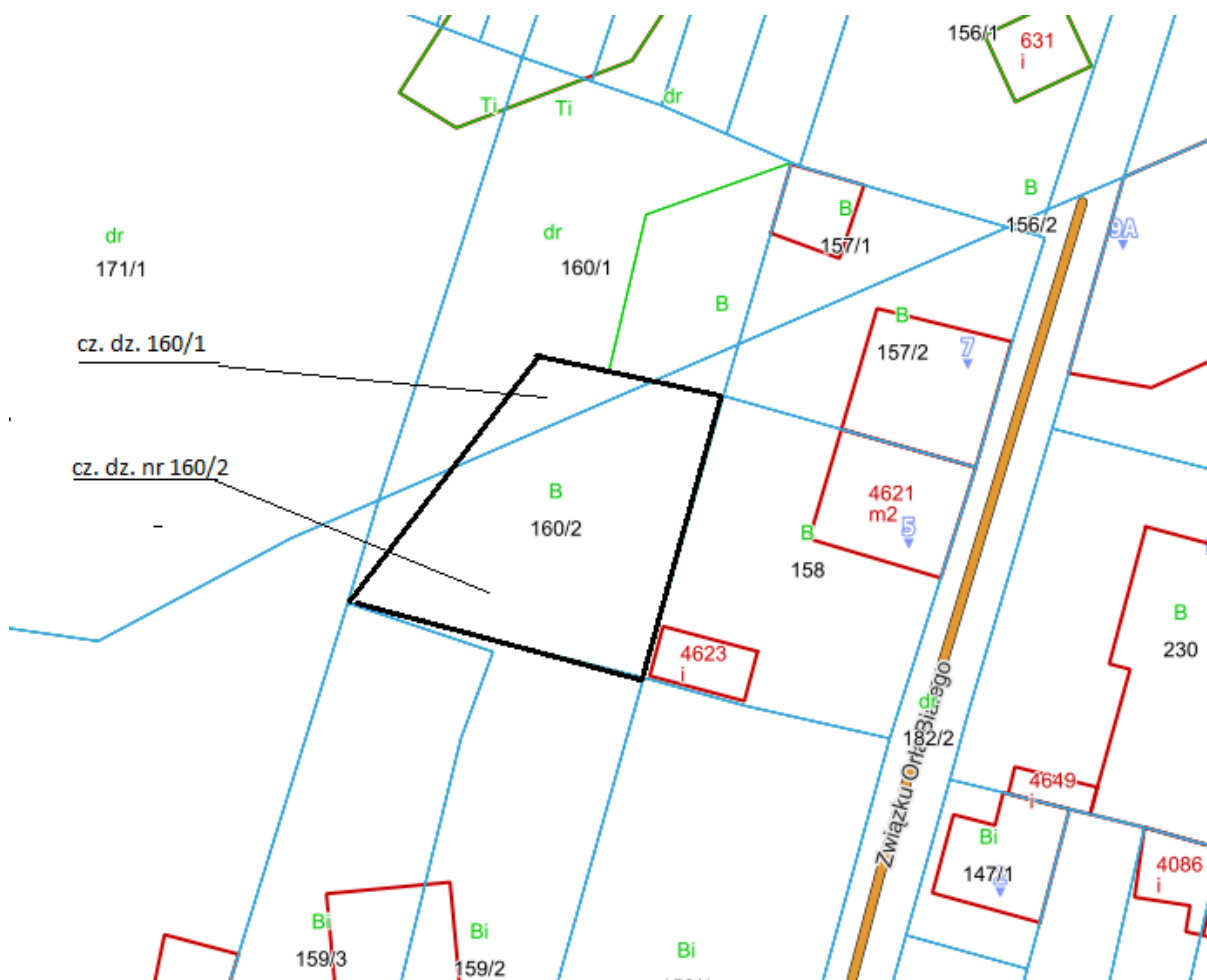 156/1
631
i
Ti
Ti
dr
B
B
156/2
9A
dr
dr
171/1
160/1
157/1
B
B
157/2
7
cz. dz. 160/1
cz. dz. nr 160/2
B
160/2
4621
m2
5
B
158
B
230
4623
i
dr
182/2
Związku Orła Białego
4649
i
Bi
147/1
4086
i
Bi
159/3
Bi
159/2
Bi